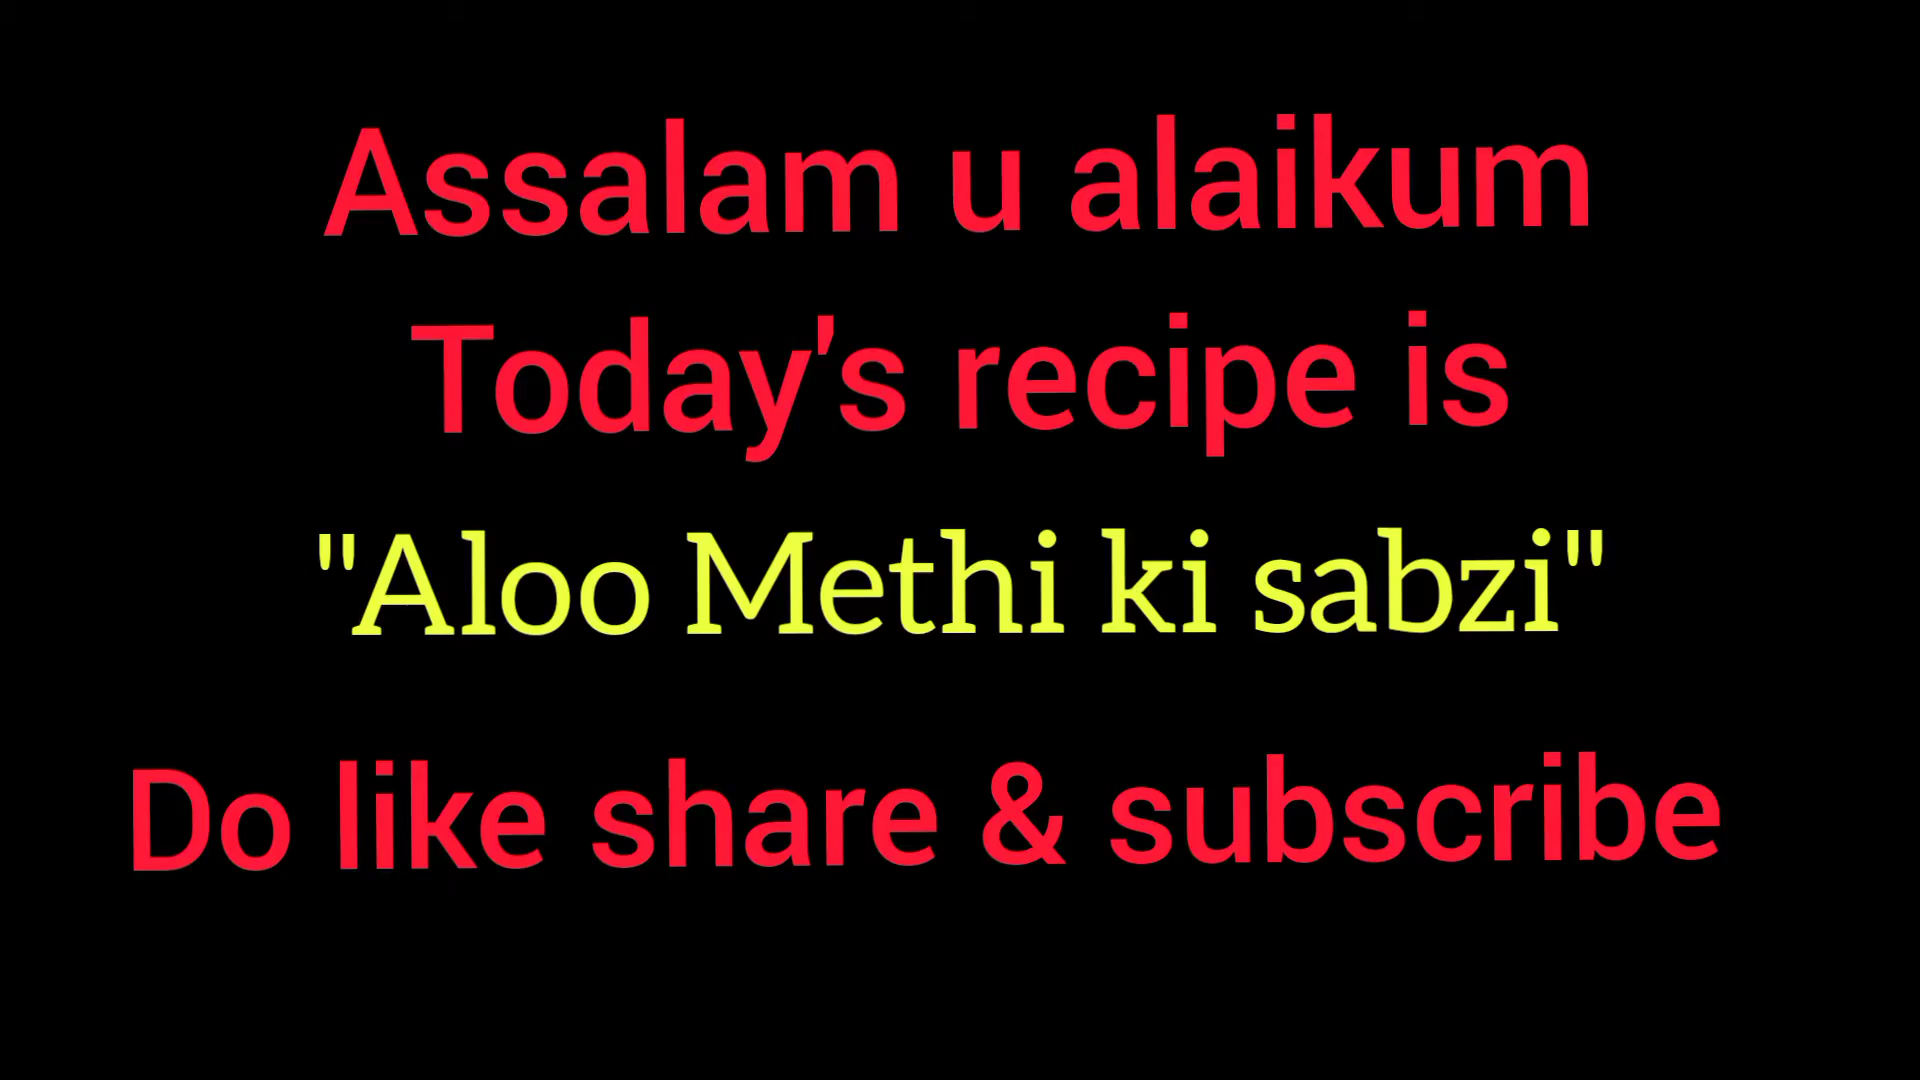 Assalam u alaikum
Today's recipe is
"Aloo Methi ki sabzi"
Do like share & subscribe